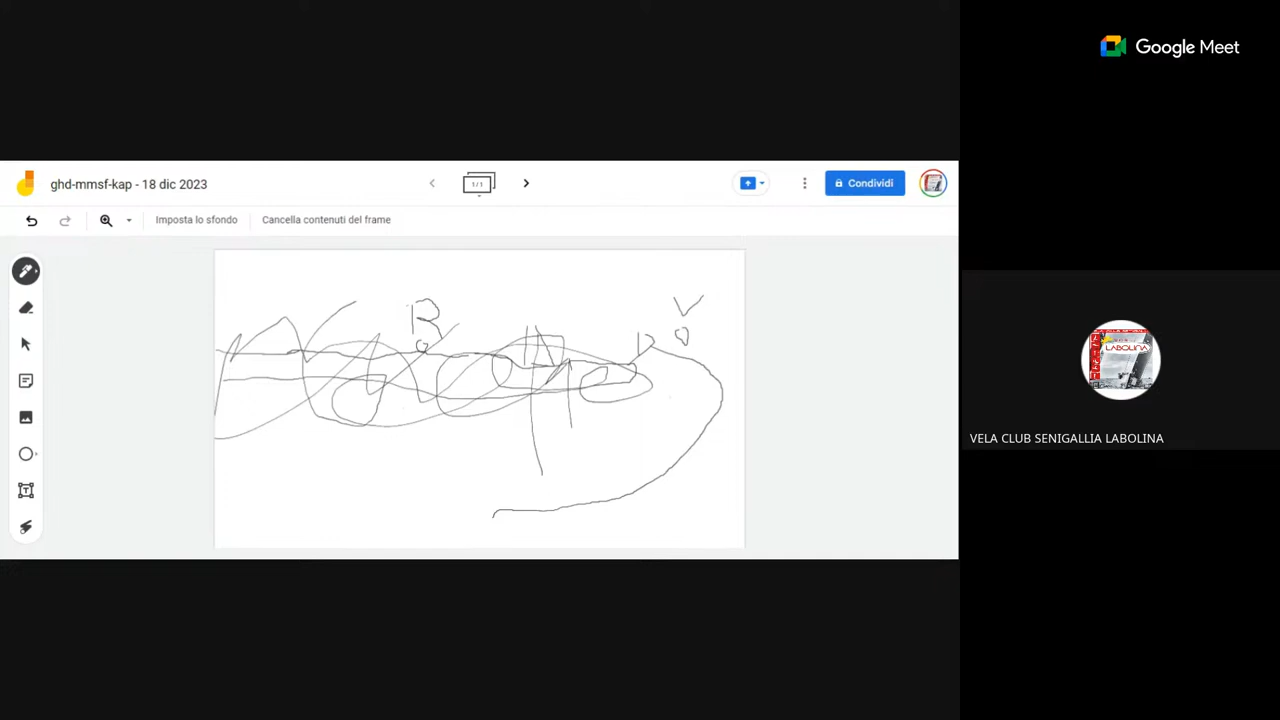 Google Meet
ghd-mmsf-kap - 18 dic 2023
1/1
Condividi
Imposta lo sfondo
Cancella contenuti del frame
R
V
LABOLINA
VELA CLUB SENIGALLIA LABOLINA